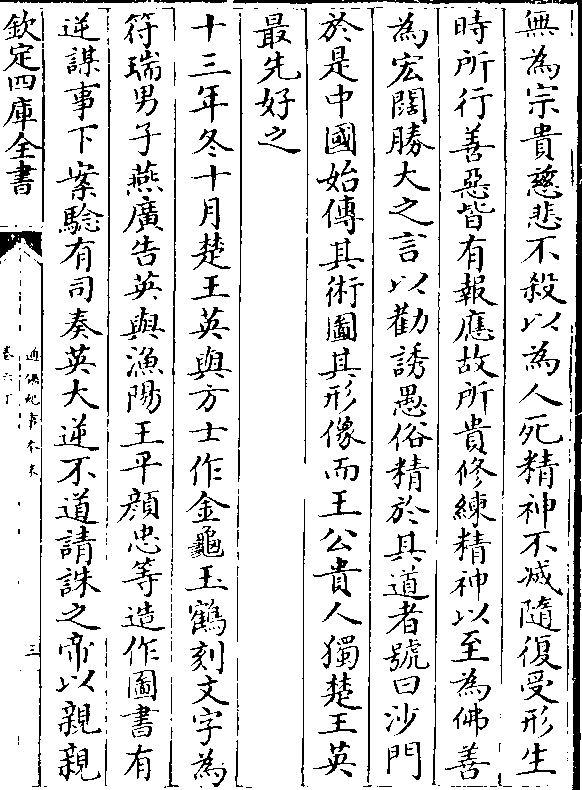 無為宗貴慈悲不殺以為人死精神不滅隨復受形生
時所行善惡皆有報應故所貴修練精神以至為佛善
為宏闊勝大之言以勸誘愚俗精於其道者號曰沙門
於是中國始傳其術圖其形像而王公貴人獨楚王英
最先好之
十三年冬十月楚王英與方士作金龜玉鶴刻文字為
符瑞男子燕廣告英與漁陽王平顔忠等造作圖書有
逆謀事下案驗有司奏英大逆不道請誅之帝以親親
欽定四庫全書
通鑑紀事本末
卷六下
三